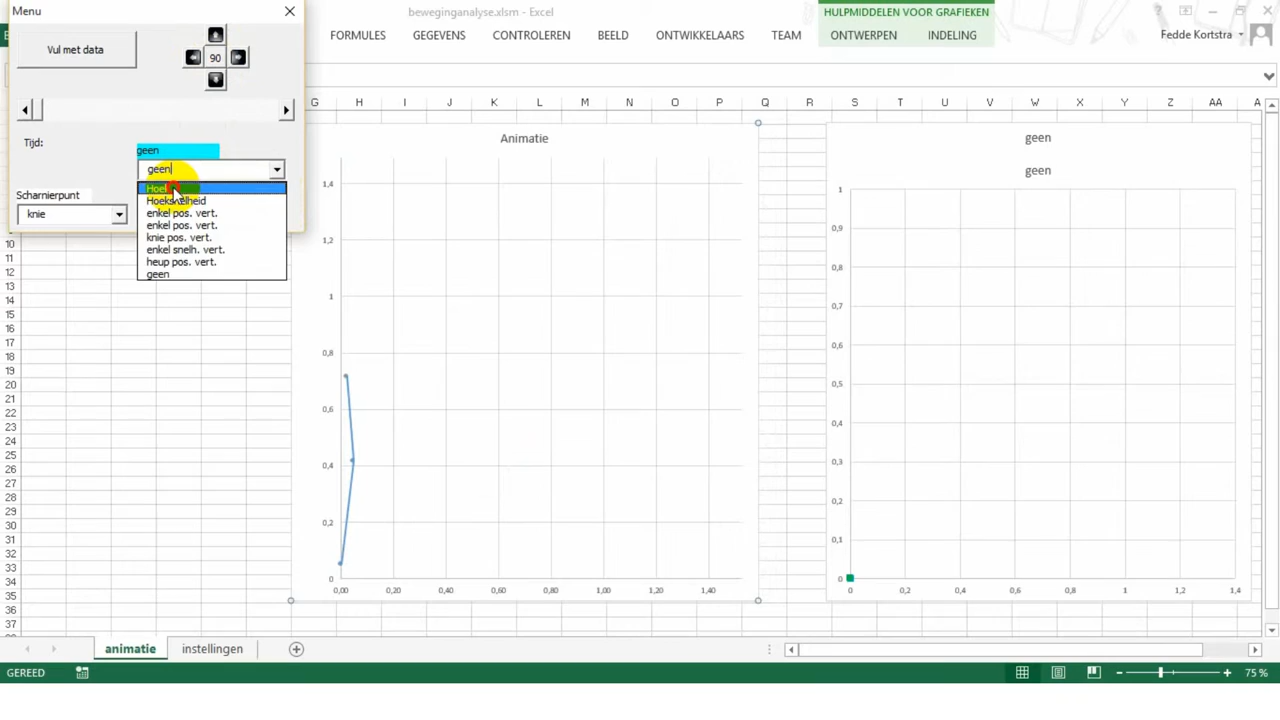 Menu
beweginganalyse.xlsm - Excel
HULPMIDDELEN VOOR GRAFIEKEN
?
FORMULES GEGEVENS CONTROLEREN BEELD ONTWIKKELAARS TEAM ONTWERPEN INDELING Fedde Kortstra
Vul met data
90
Tijd:
geen
geen
Hoek
Hoeksnelheid
enkel pos. vert.
enkel pos. vert.
knie pos. vert.
enkel snelh. vert.
heup pos. vert.
geen
Scharnierpunt
knie
G H I J K L M N O P Q R S T U V W X Y Z AA A
10
11
12
13
14
15
16
17
18
19
20
21
22
23
24
25
26
27
28
29
30
31
32
33
34
35
36
37
Animatie
1,4
1,2
1
0,8
0,6
0,4
0,2
0
0,00 0,20 0,40 0,60 0,80 1,00 1,20 1,40
geen
geen
1
0,9
0,8
0,7
0,6
0,5
0,4
0,3
0,2
0,1
0
0 0,2 0,4 0,6 0,8 1 1,2 1,4
animatie instellingen
GEREED
75 %